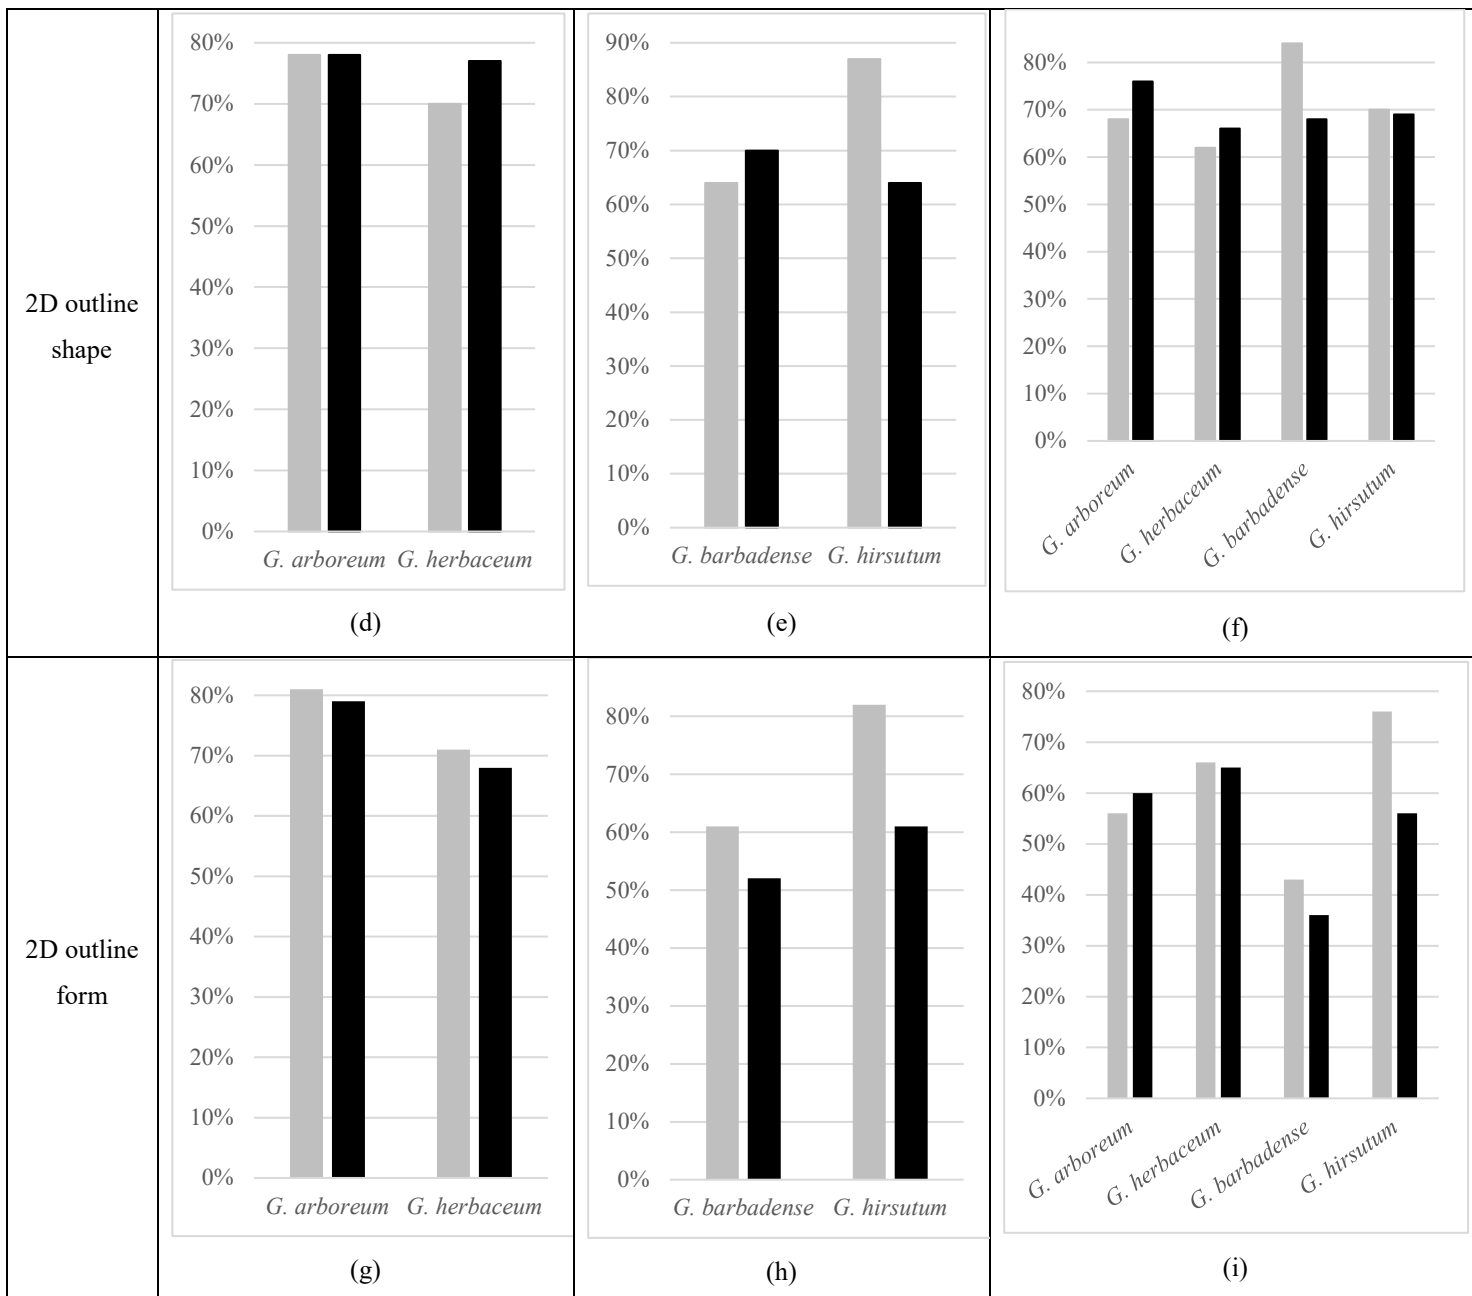 2D outline
shape
80%
70%
60%
50%
40%
30%
20%
10%
0%
G. arboreum G. herbaceum
(d)
90%
80%
70%
60%
50%
40%
30%
20%
10%
0%
G. barbadense G. hirsutum
(e)
80%
70%
60%
50%
40%
30%
20%
10%
0%
G. arboreum
G. herbaceum
G. barbadense
G. hirsutum
(f)
2D outline
form
80%
70%
60%
50%
40%
30%
20%
10%
0%
G. arboreum G. herbaceum
(g)
80%
70%
60%
50%
40%
30%
20%
10%
0%
G. barbadense G. hirsutum
(h)
80%
70%
60%
50%
40%
30%
20%
10%
0%
G. arboreum
G. herbaceum
G. barbadense
G. hirsutum
(i)